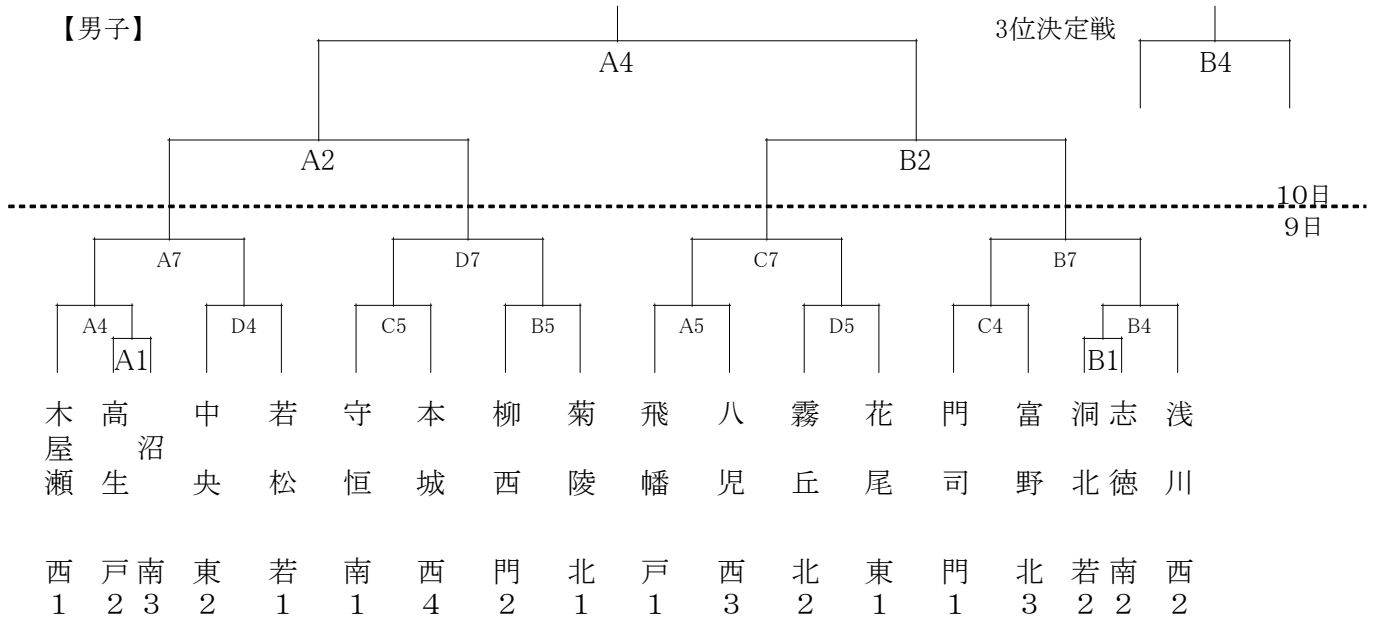 【男子】
3位決定戦
A4
B4
A2
B2
10日
9日
A7
D7
C7
B7
A4
D4
C5
B5
A5
D5
C4
B4
A1
B1
木屋瀬
高生
沼
中央
若松
守恒
本城
柳西
菊陵
飛幡
八児
霧丘
花尾
門司
富野
洞北
志徳
浅川
西1
戸2
南3
東2
若1
南1
西4
門2
北1
戸1
西3
北2
東1
門1
北3
若2
南2
西2